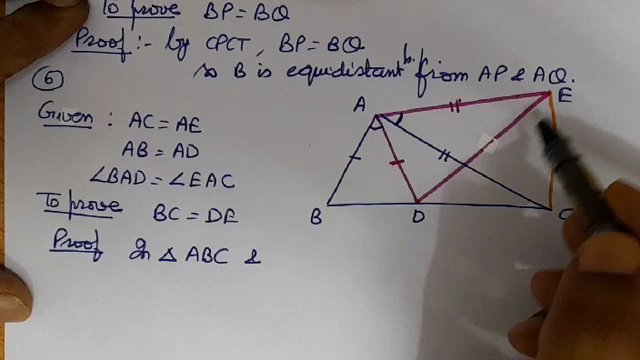 To prove BP = BQ
Proof :- by CPCT, BP = BQ
so B is equidistant from AP & AQ.
6
Given : AC = AE
AB = AD
∠BAD = ∠EAC
To prove BC = DE
Proof In △ ABC &
A
E
B
D
C